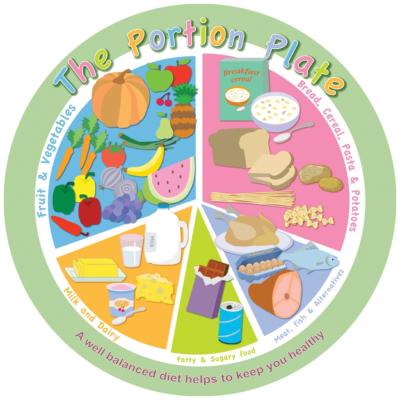 The Portion Plate
Fruit & Vegetables
Breakfast
cereal
Bread, Cereal, Pasta & Potatoes
Milk and Dairy
Fatty & Sugary Food
Meat, Fish & Alternatives
A well balanced diet helps to keep you healthy